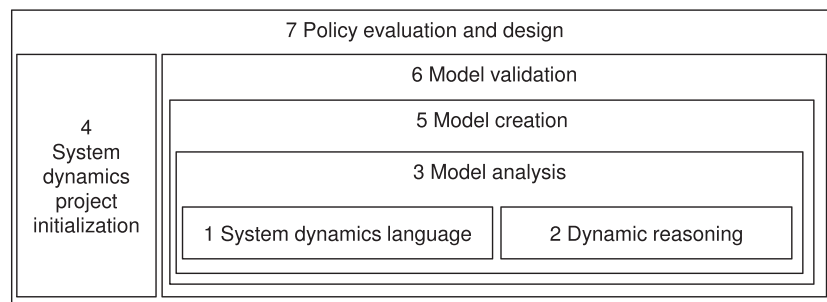 7 Policy evaluation and design
6 Model validation
4
System
dynamics
project
initialization
5 Model creation
3 Model analysis
1 System dynamics language
2 Dynamic reasoning